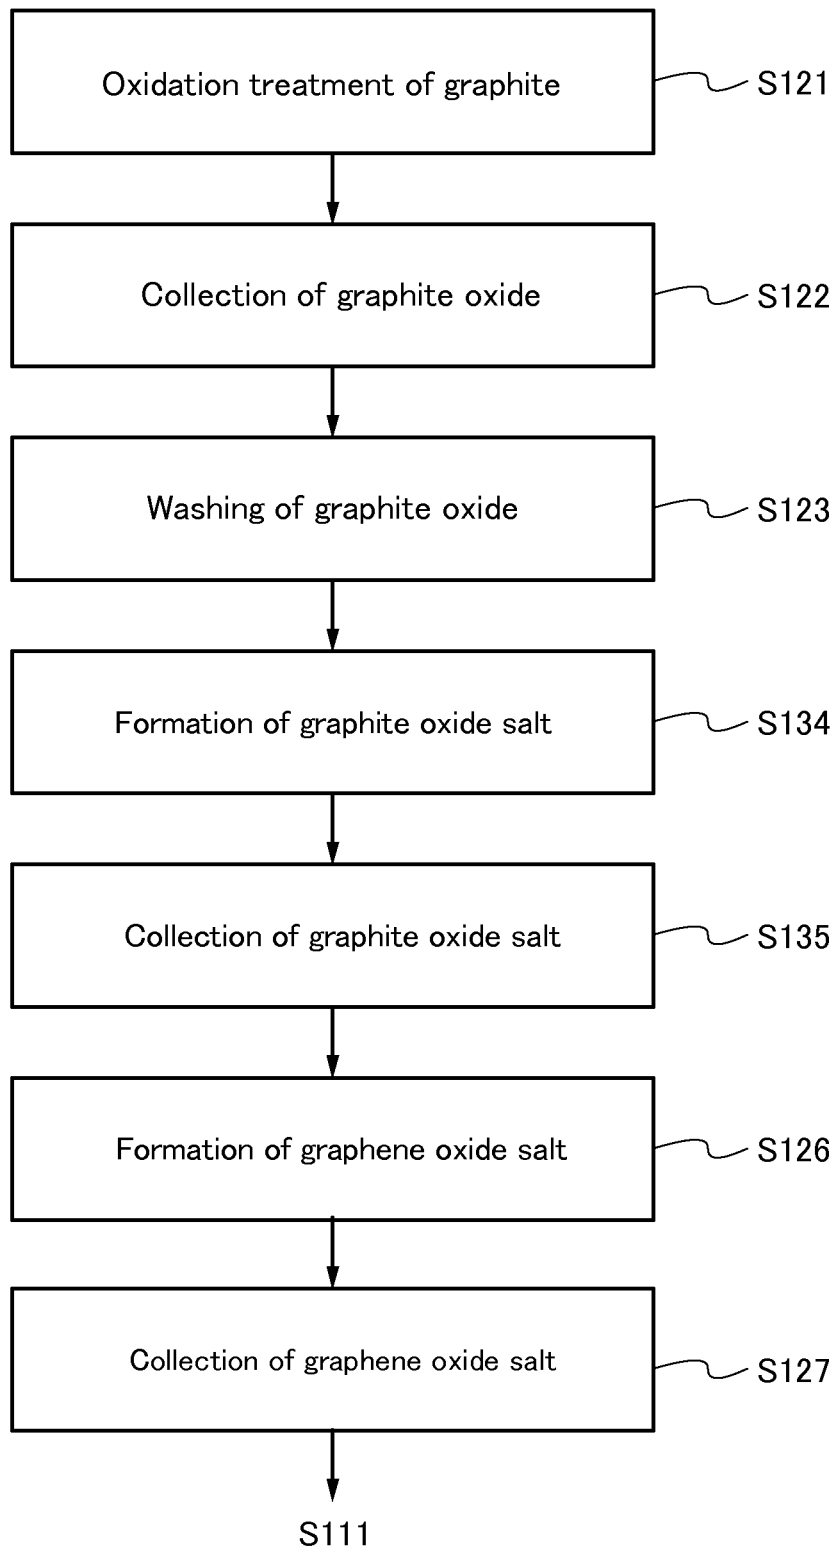 Oxidation treatment of graphite
S121
Collection of graphite oxide
S122
Washing of graphite oxide
S123
Formation of graphite oxide salt
S134
Collection of graphite oxide salt
S135
Formation of graphene oxide salt
S126
Collection of graphene oxide salt
S127
S111